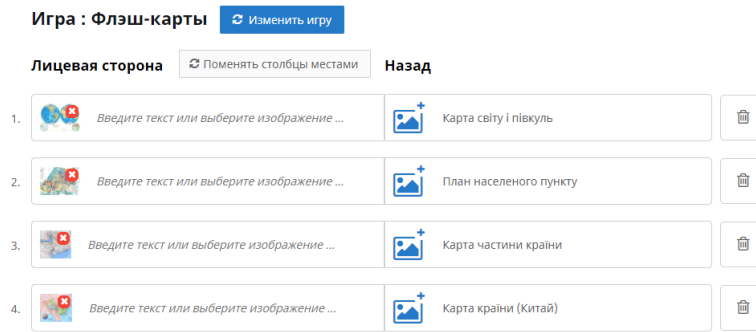 Игра : Флэш-карты Изменить игру
Лицевая сторона Поменять столбцы местами Назад
1. Введите текст или выберите изображение ... Карта світу і півкуль
2. Введите текст или выберите изображение ... План населеного пункту
3. Введите текст или выберите изображение ... Карта частини країни
4. Введите текст или выберите изображение ... Карта країни (Китай)